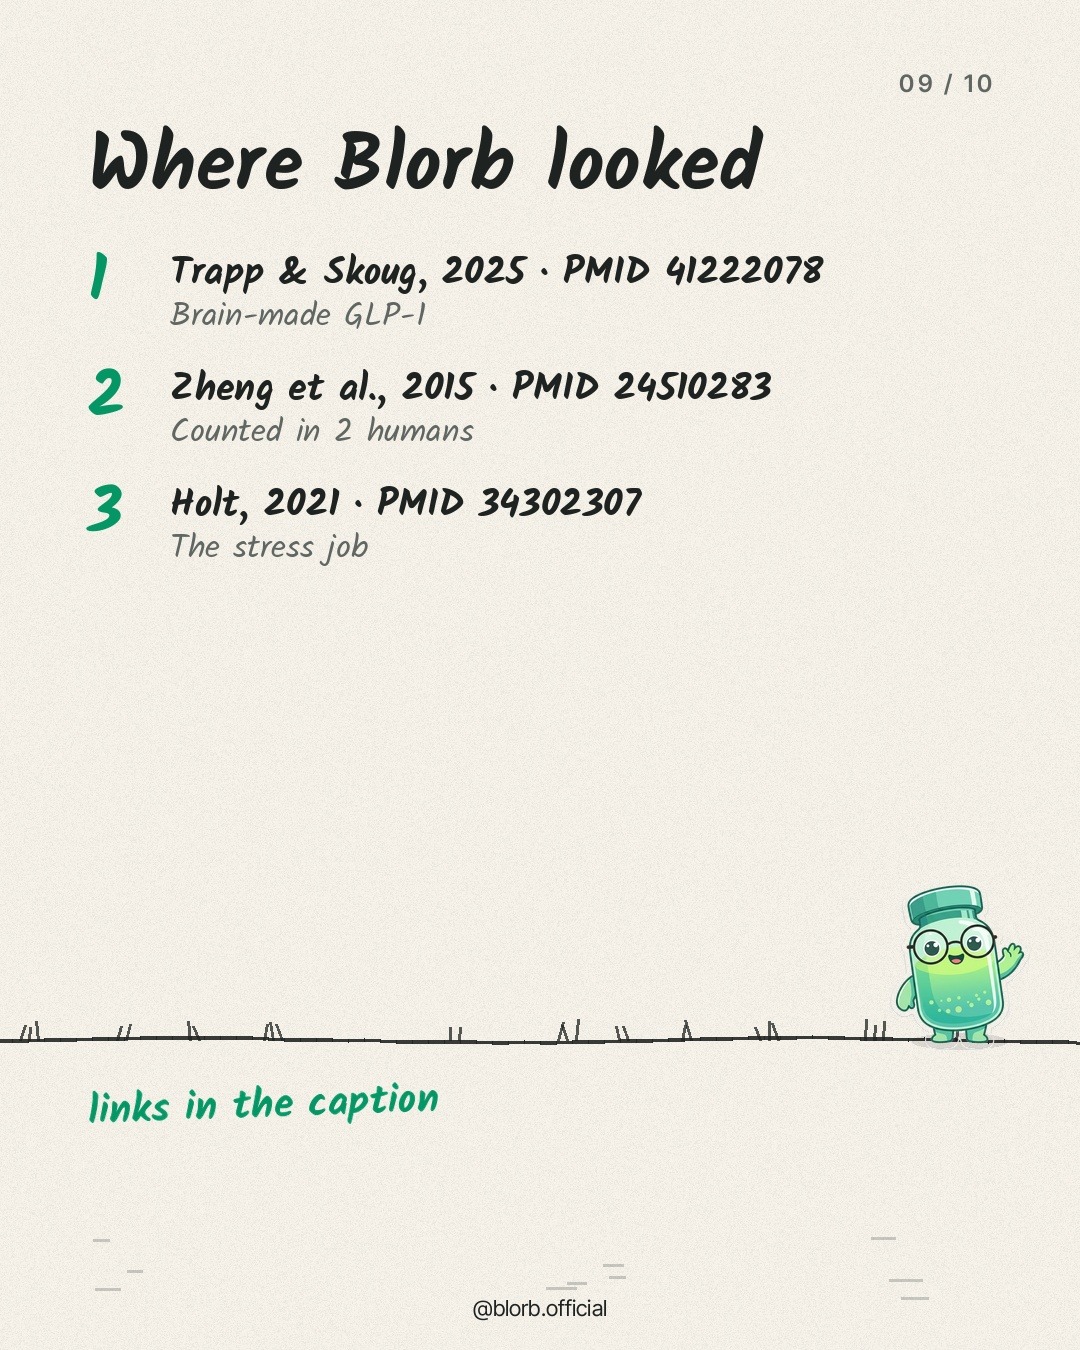 09 / 10
Where Blorb looked
1
Trapp & Skoug, 2025 · PMID 41222078
Brain-made GLP-1
2
Zheng et al., 2015 · PMID 24510283
Counted in 2 humans
3
Holt, 2021 · PMID 34302307
The stress job
links in the caption
@blorb.official